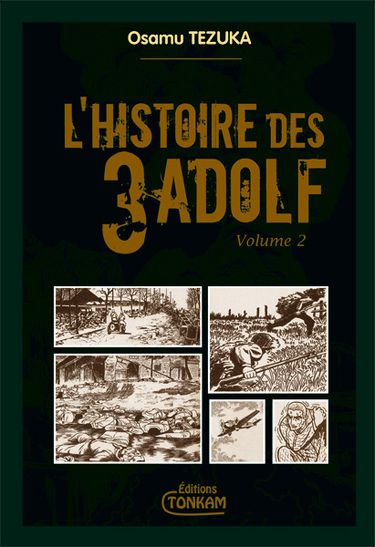 Osamu TEZUKA
L'HISTOIRE DES
3 ADOLF
Volume 2
Éditions
TONKAM